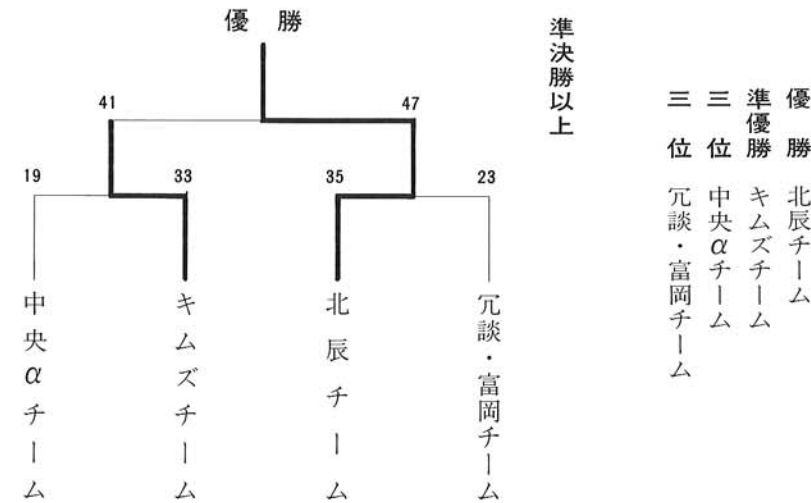 優勝 北辰チーム
準優勝 キムズチーム
三位 中央αチーム
三位 冗談・富岡チーム
準決勝以上
優勝
41
47
19
33
35
23
中央αチーム
キムズチーム
北辰チーム
冗談・富岡チーム